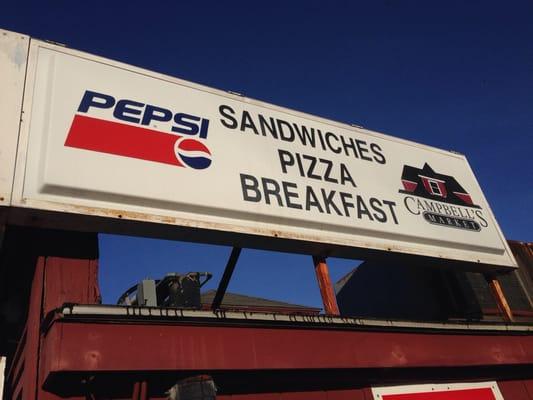 PEPSI
SANDWICHES
PIZZA
BREAKFAST
CAMPBELL'S
MARKET